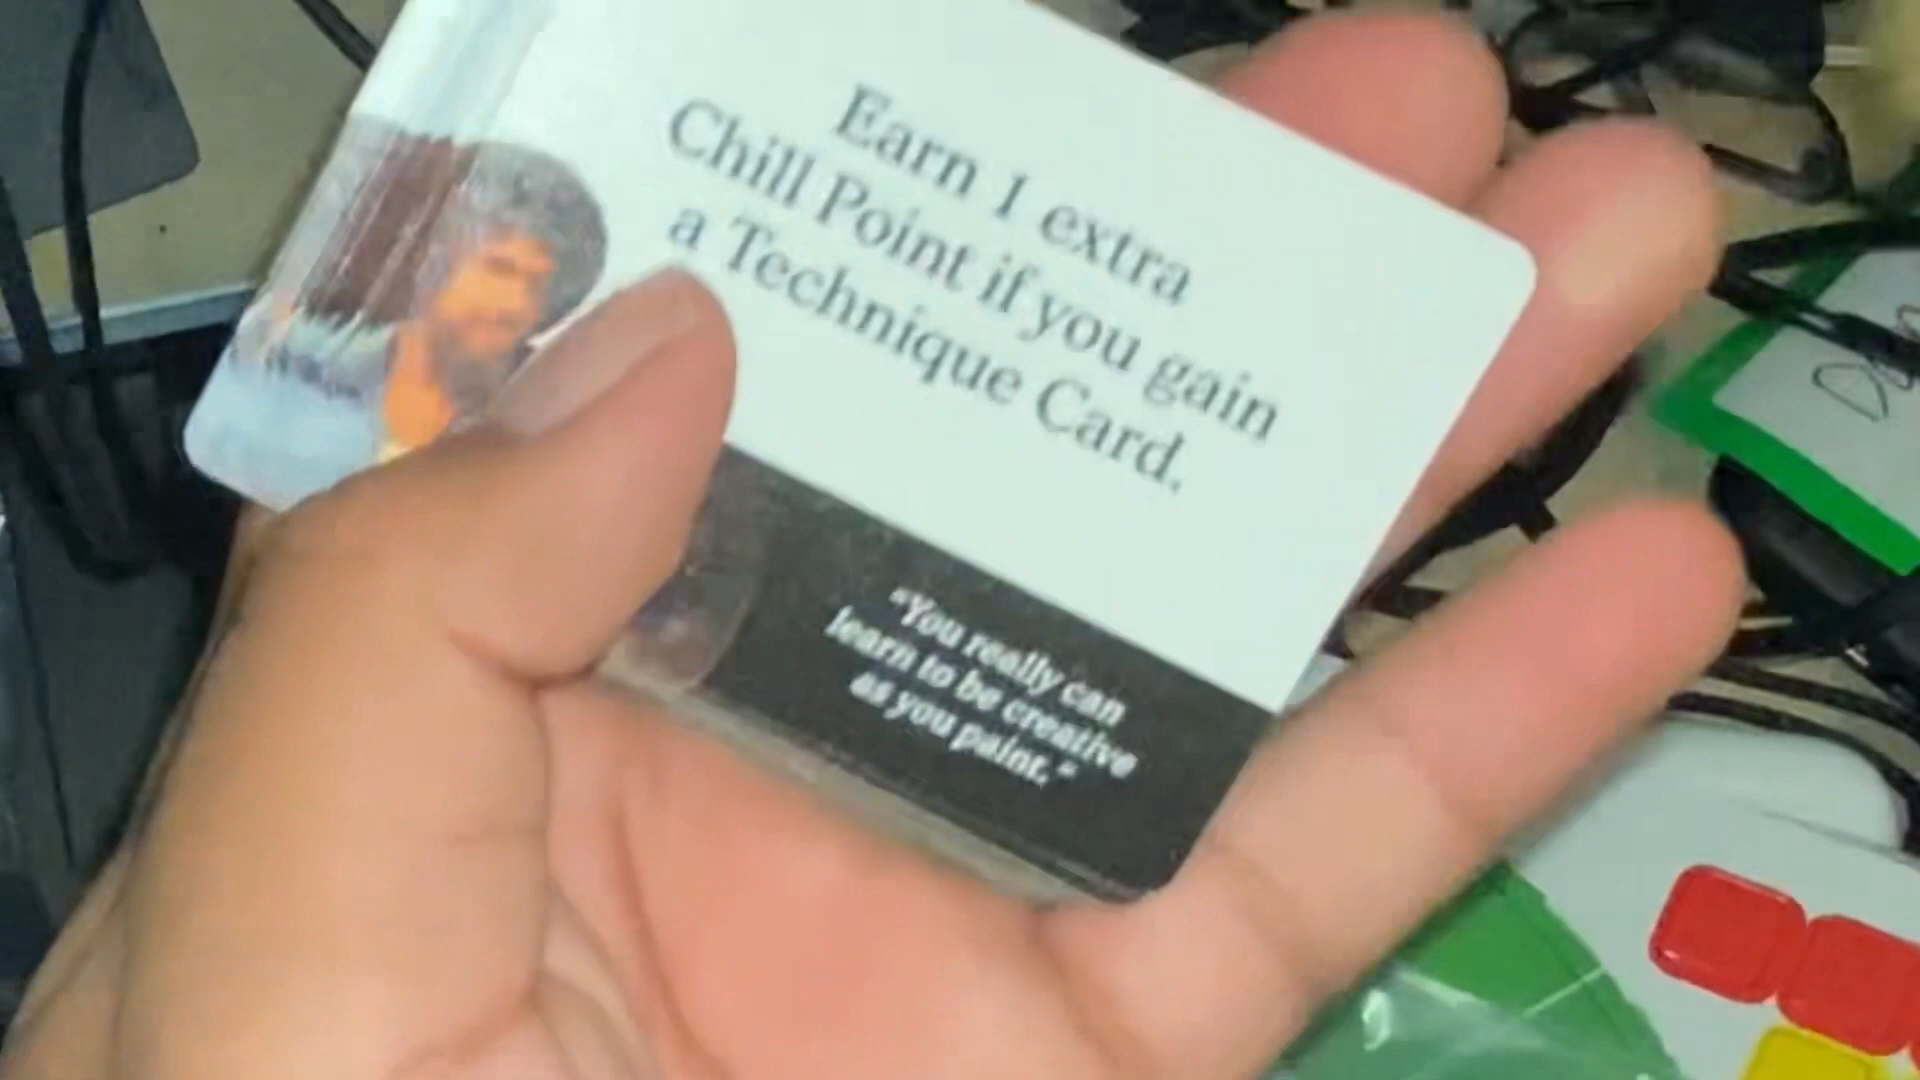 Earn 1 extra
Chill Point if you gain
a Technique Card.
"You really can
learn to be creative
as you paint."